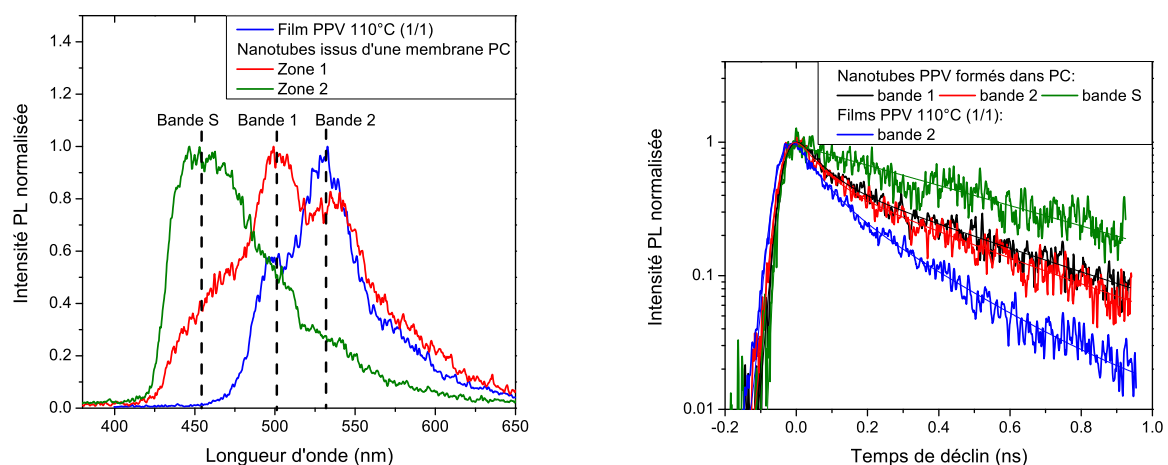 Film PPV 110°C (1/1)
Nanotubes issus d'une membrane PC
Zone 1
Zone 2
Bande S
Bande 1
Bande 2
Intensité PL normalisée
1.4
1.2
1.0
0.8
0.6
0.4
0.2
0.0
400
450
500
550
600
650
Longueur d'onde (nm)
Nanotubes PPV formés dans PC:
bande 1 bande 2 bande S
Films PPV 110°C (1/1):
bande 2
Intensité PL normalisée
1
0.1
0.01
-0.2
0.0
0.2
0.4
0.6
0.8
1.0
Temps de déclin (ns)